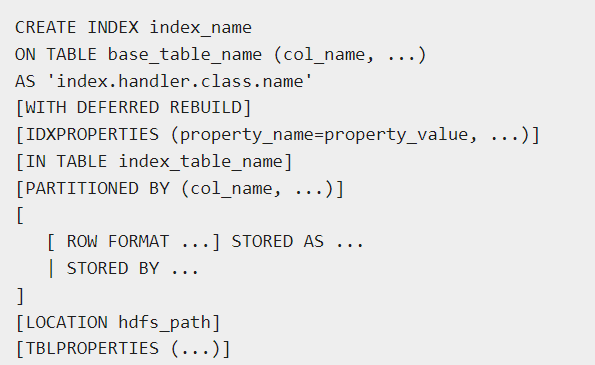 CREATE INDEX index_name
ON TABLE base_table_name (col_name, ...)
AS 'index.handler.class.name'
[WITH DEFERRED REBUILD]
[IDXPROPERTIES (property_name=property_value, ...)]
[IN TABLE index_table_name]
[PARTITIONED BY (col_name, ...)]
[
   [ ROW FORMAT ...] STORED AS ...
   | STORED BY ...
]
[LOCATION hdfs_path]
[TBLPROPERTIES (...)]